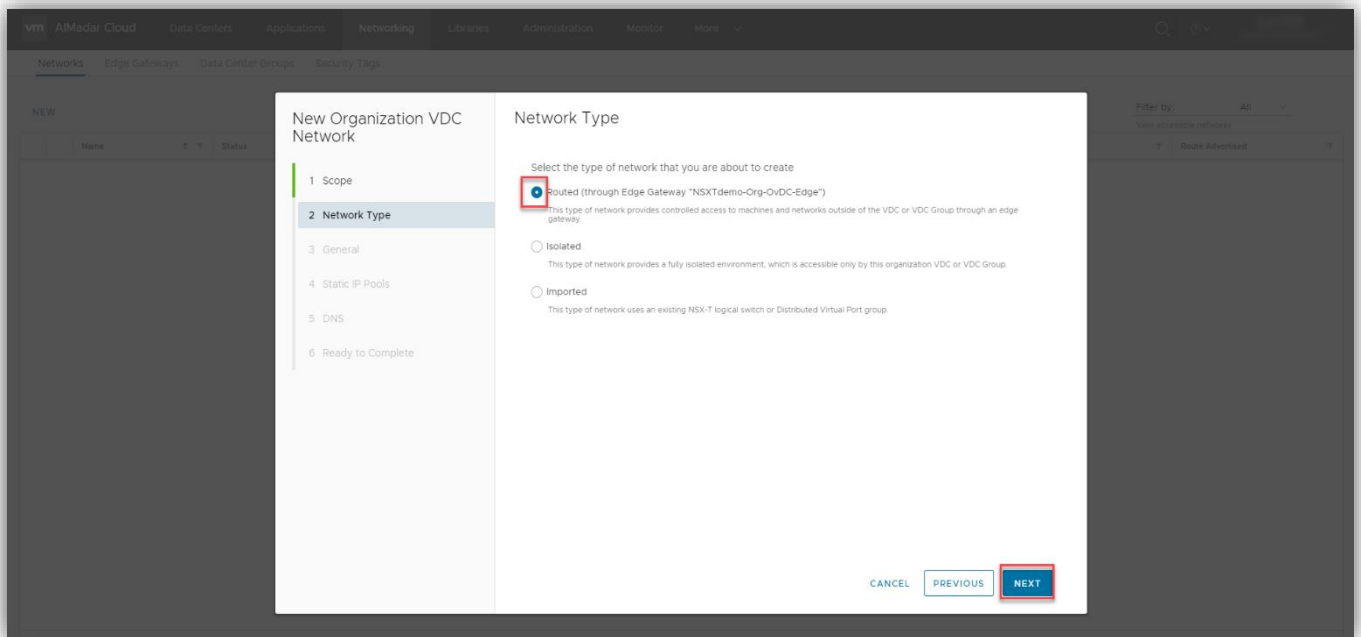 vm AlMadar Cloud Data Centers Applications Networking Libraries Administration Monitor More
Networks Edge Gateways Data Center Groups Security Tags
NEW
Filter by: All
Name Status Route Advertised
New Organization VDC
Network
1 Scope
2 Network Type
3 General
4 Static IP Pools
5 DNS
6 Ready to Complete
Network Type
Select the type of network that you are about to create
Routed (through Edge Gateway "NSXTdemo-Org-OvDC-Edge")
This type of network provides controlled access to machines and networks outside of the VDC or VDC Group through an edge
gateway.
Isolated
This type of network provides a fully isolated environment, which is accessible only by this organization VDC or VDC Group.
Imported
This type of network uses an existing NSX-T logical switch or Distributed Virtual Port group.
CANCEL PREVIOUS NEXT